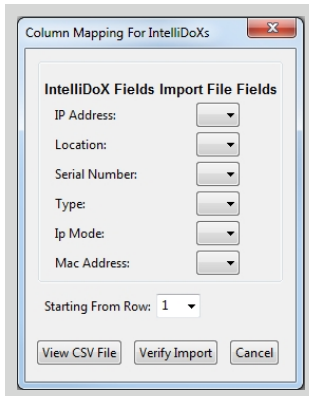 Column Mapping For IntelliDoXs
IntelliDoX Fields Import File Fields
IP Address:
Location:
Serial Number:
Type:
Ip Mode:
Mac Address:
Starting From Row: 1
View CSV File Verify Import Cancel